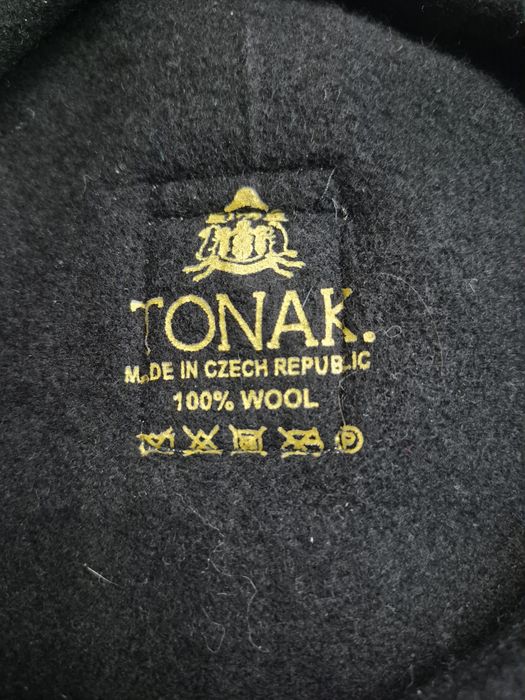 TONAK.
MADE IN CZECH REPUBLIC
100% WOOL
P